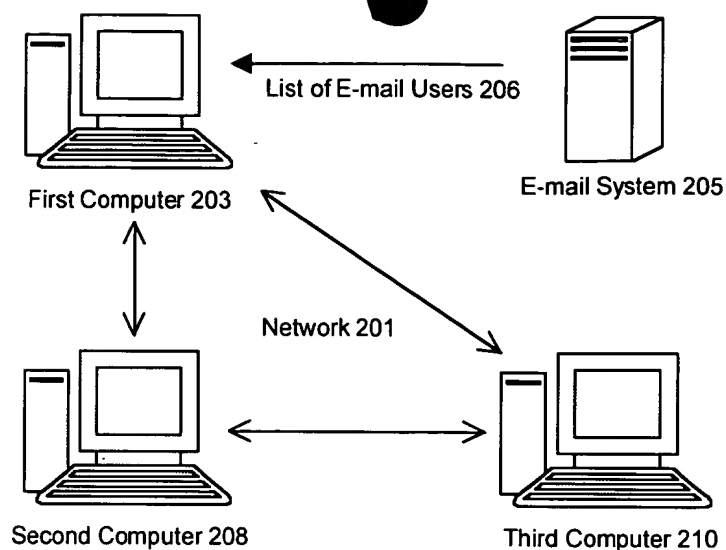 List of E-mail Users 206
E-mail System 205
First Computer 203
Network 201
Second Computer 208
Third Computer 210